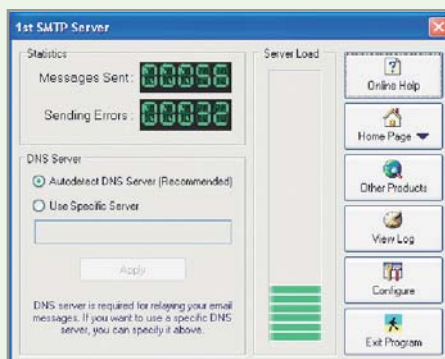 1st SMTP Server
Statistics
Messages Sent:
Sending Errors:
DNS Server
Autodetect DNS Server (Recommended)
Use Specific Server
Apply
DNS server is required for relaying your email
messages. If you want to use a specific DNS
server, you can specify it above.
Server Load
Online Help
Home Page
Other Products
View Log
Configure
Exit Program